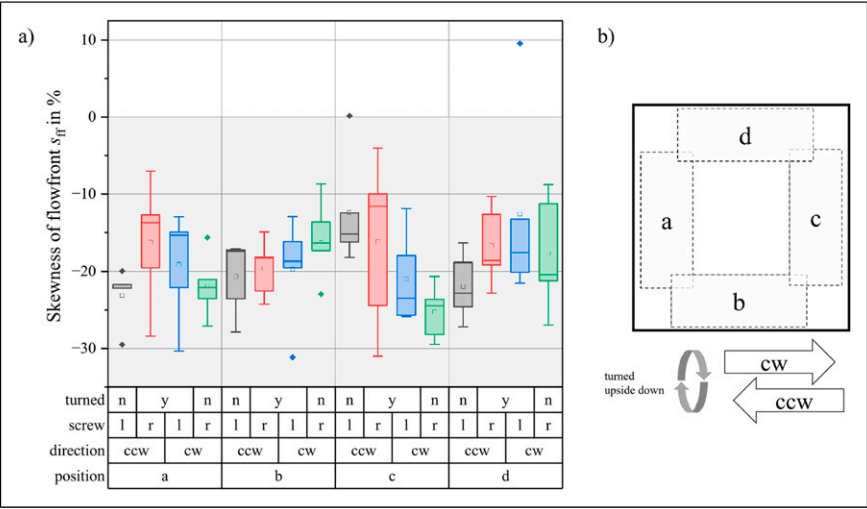 a)
b)
Skewness of flowfront sff in %
10
0
−10
−20
−30
turned n y n n y n n y n n y n
screw l r l r l r l r l r l r l r l r
direction ccw cw ccw cw ccw cw ccw cw
position a b c d
d
a
c
b
turned
upside down
cw
ccw